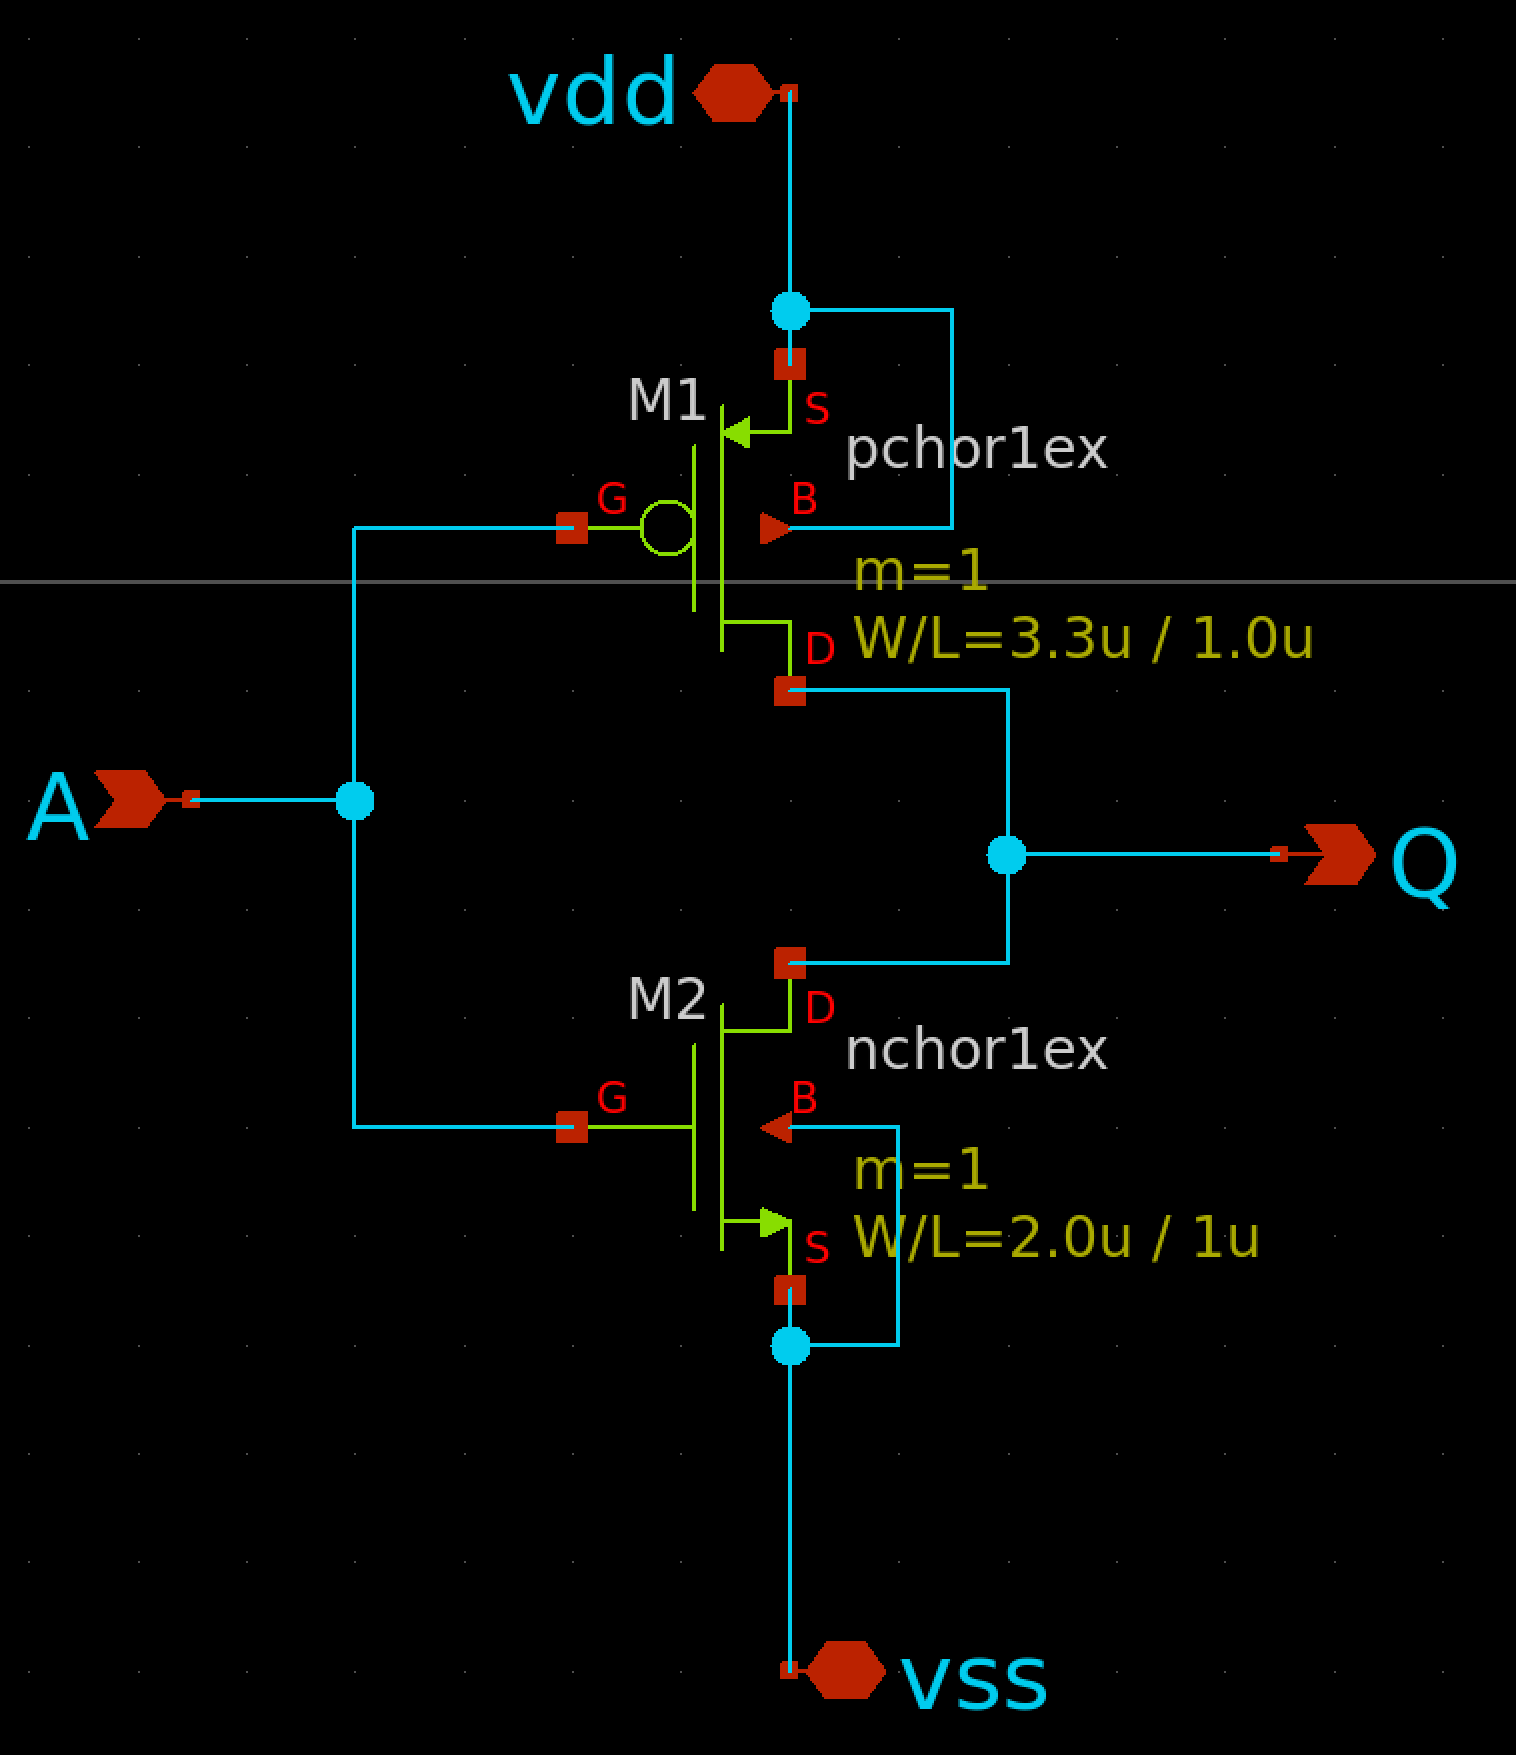 vdd
M1
S
pchor1ex
G
B
m=1
W/L=3.3u / 1.0u
D
A
Q
M2
D
nchor1ex
G
B
m=1
W/L=2.0u / 1u
S
vss